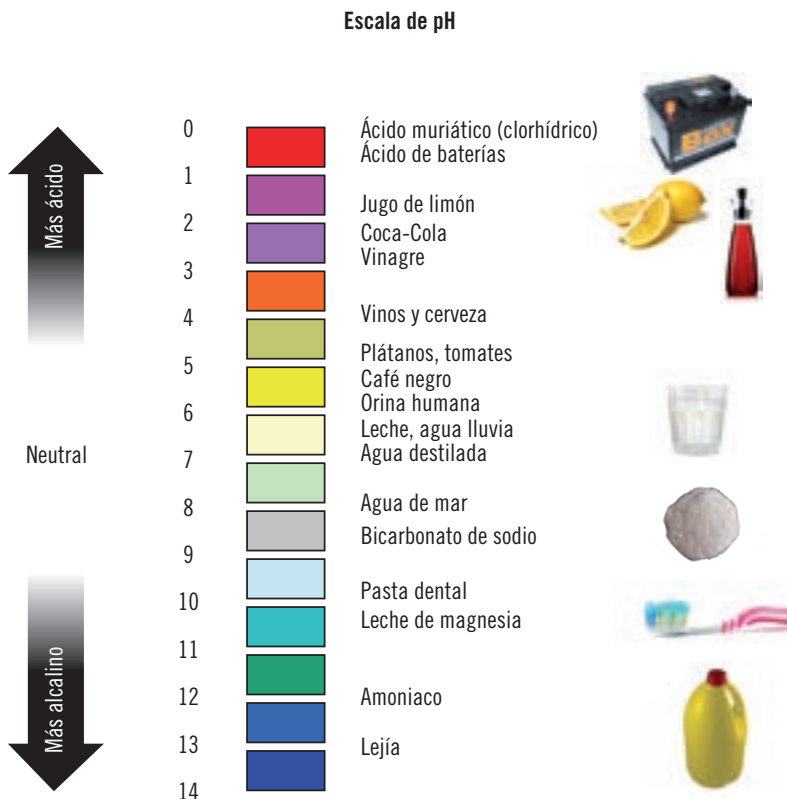 Escala de pH
0
Ácido muriático (clorhídrico)
Ácido de baterías
Box
1
Más ácido
Jugo de limón
2
Coca-Cola
Vinagre
3
4
Vinos y cerveza
Plátanos, tomates
5
Café negro
Orina humana
6
Leche, agua lluvia
Neutral
7
Agua destilada
8
Agua de mar
Bicarbonato de sodio
9
Pasta dental
10
Leche de magnesia
11
Más alcalino
12
Amoniaco
13
Lejía
14